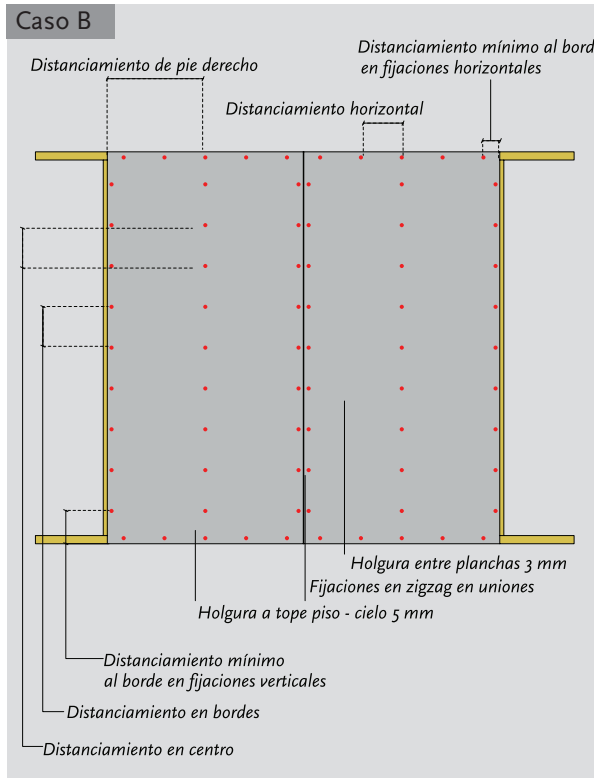 Caso B
Distanciamiento mínimo al bord
en fijaciones horizontales
Distanciamiento de pie derecho
Distanciamiento horizontal
Holgura entre planchas 3 mm
Fijaciones en zigzag en uniones
Holgura a tope piso - cielo 5 mm
Distanciamiento mínimo
al borde en fijaciones verticales
Distanciamiento en bordes
Distanciamiento en centro